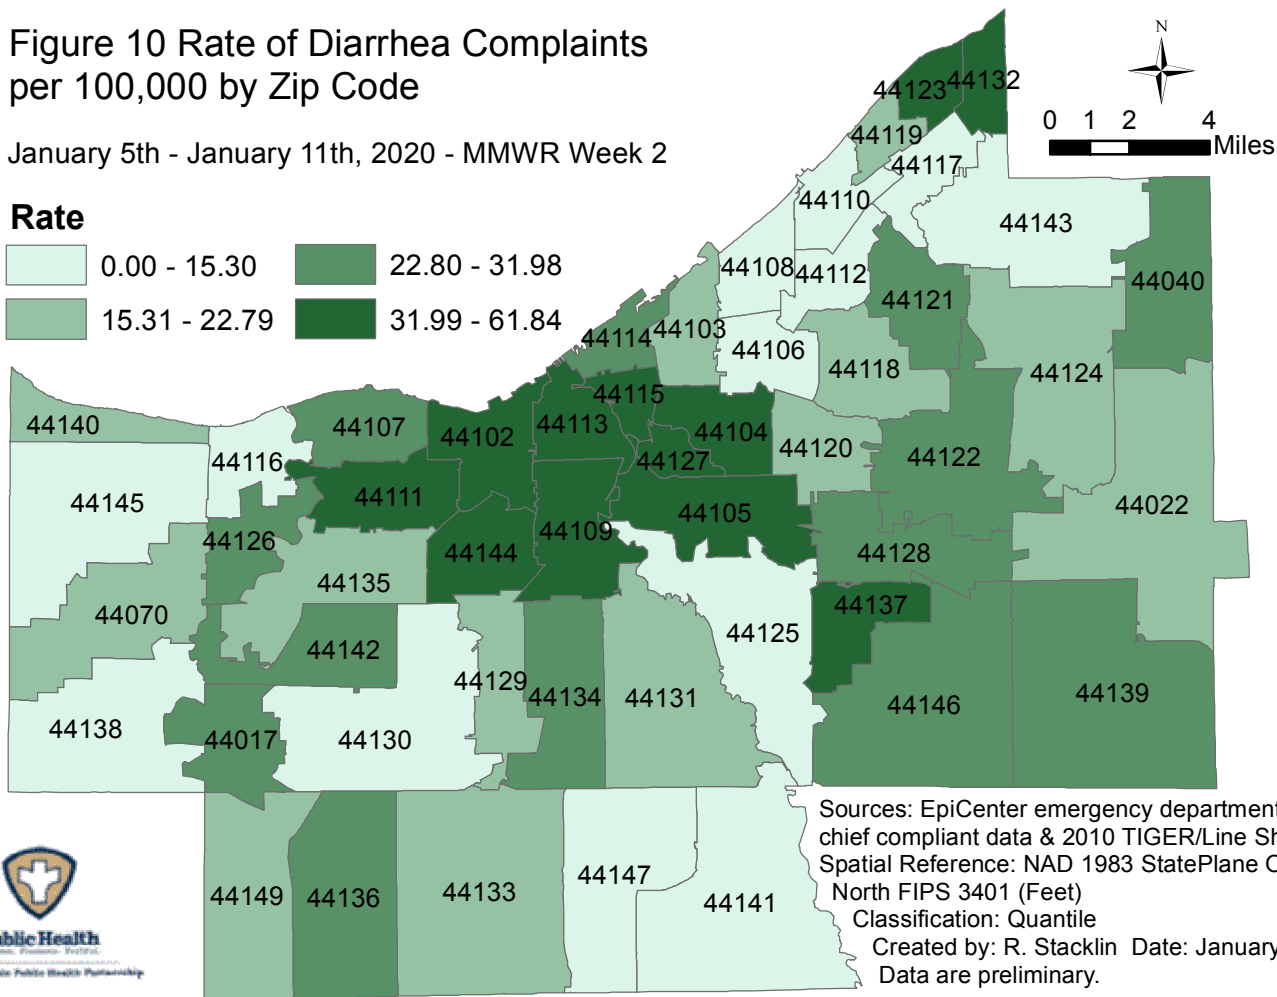 Figure 10 Rate of Diarrhea Complaints
per 100,000 by Zip Code
January 5th - January 11th, 2020 - MMWR Week 2
N
0 1 2 4
Miles
Rate
0.00 - 15.30
22.80 - 31.98
15.31 - 22.79
31.99 - 61.84
44123
44132
44119
44117
44110
44143
44108
44112
44040
44121
44114
44103
44106
44118
44124
44140
44107
44102
44113
44115
44104
44120
44122
44116
44127
44145
44111
44105
44022
44126
44144
44109
44128
44135
44070
44137
44125
44142
44129
44134
44131
44146
44139
44138
44017
44130
44149
44136
44133
44147
44141
Sources: EpiCenter emergency department
chief compliant data & 2010 TIGER/Line Sh
Spatial Reference: NAD 1983 StatePlane O
North FIPS 3401 (Feet)
Classification: Quantile
Created by: R. Stacklin Date: January
Data are preliminary.
blic Health
Public Health Partnership